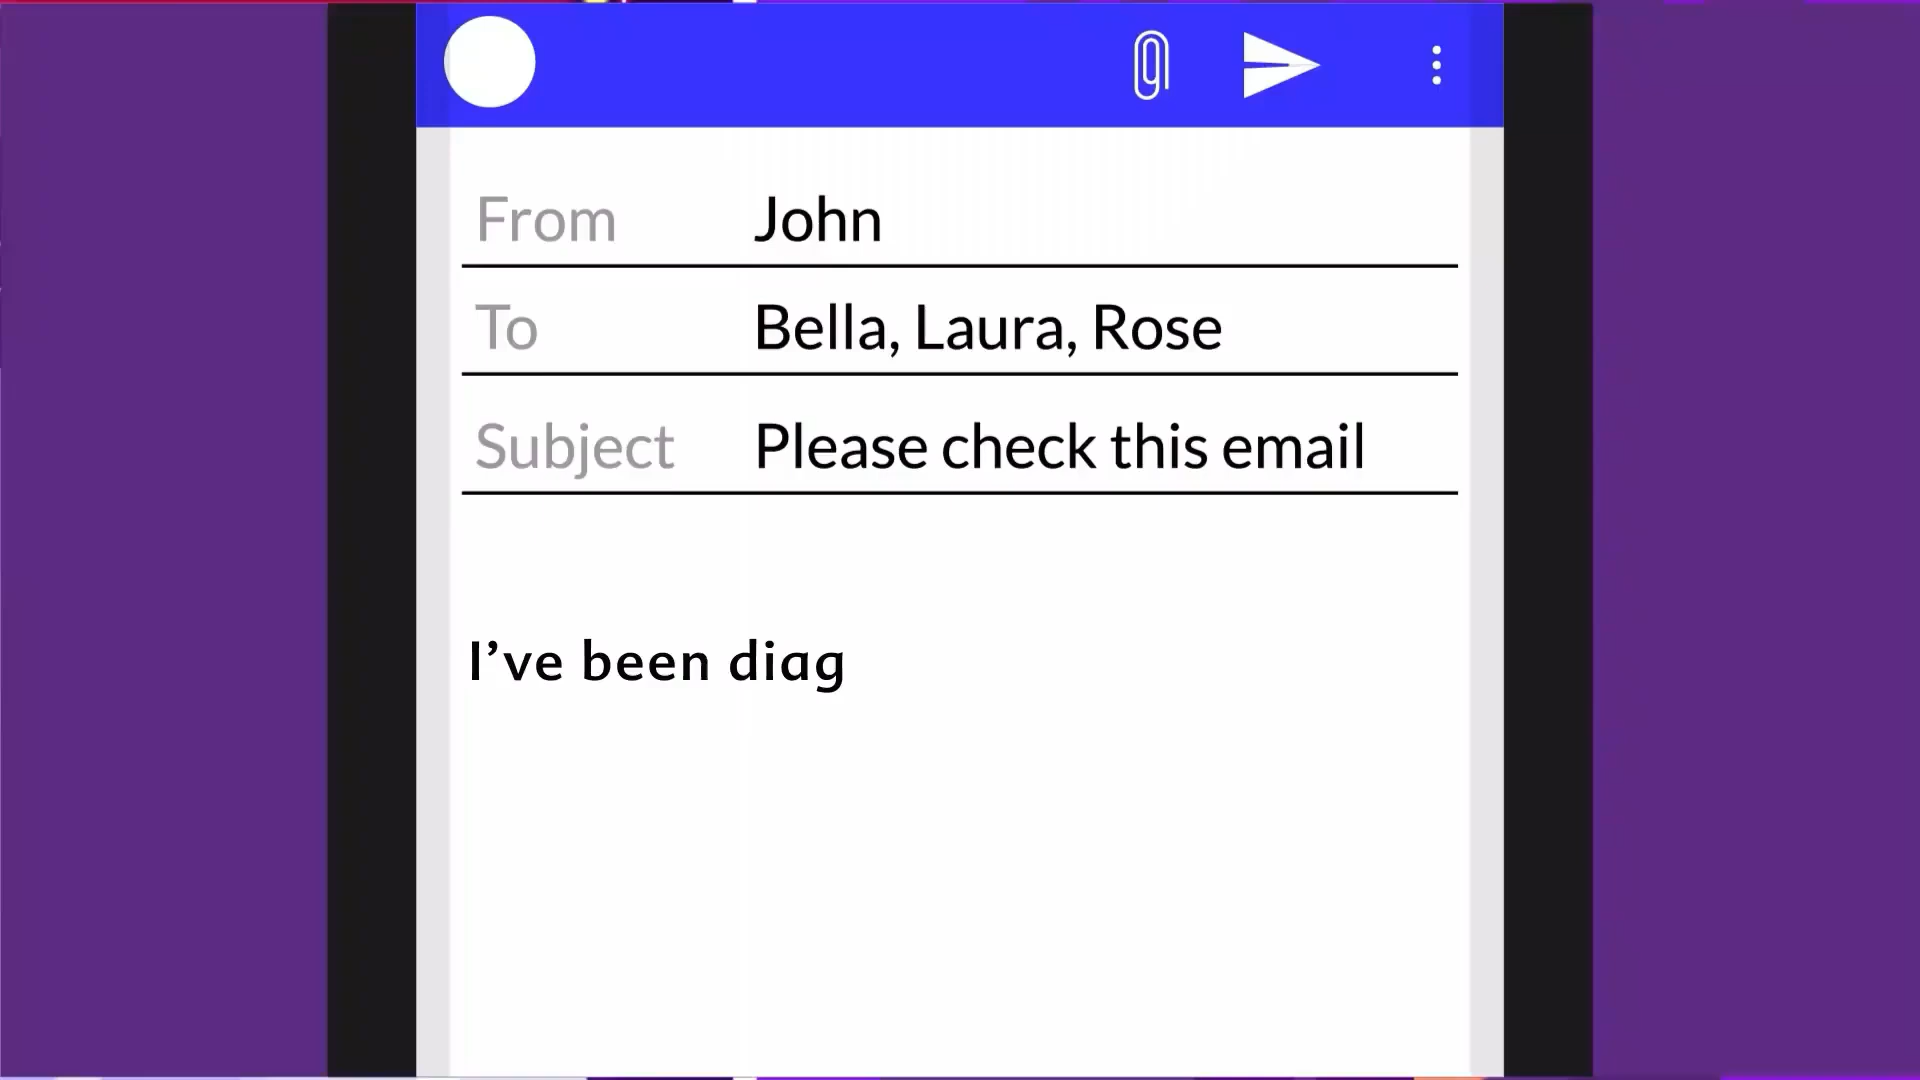 From John
To Bella, Laura, Rose
Subject Please check this email
I’ve been diag